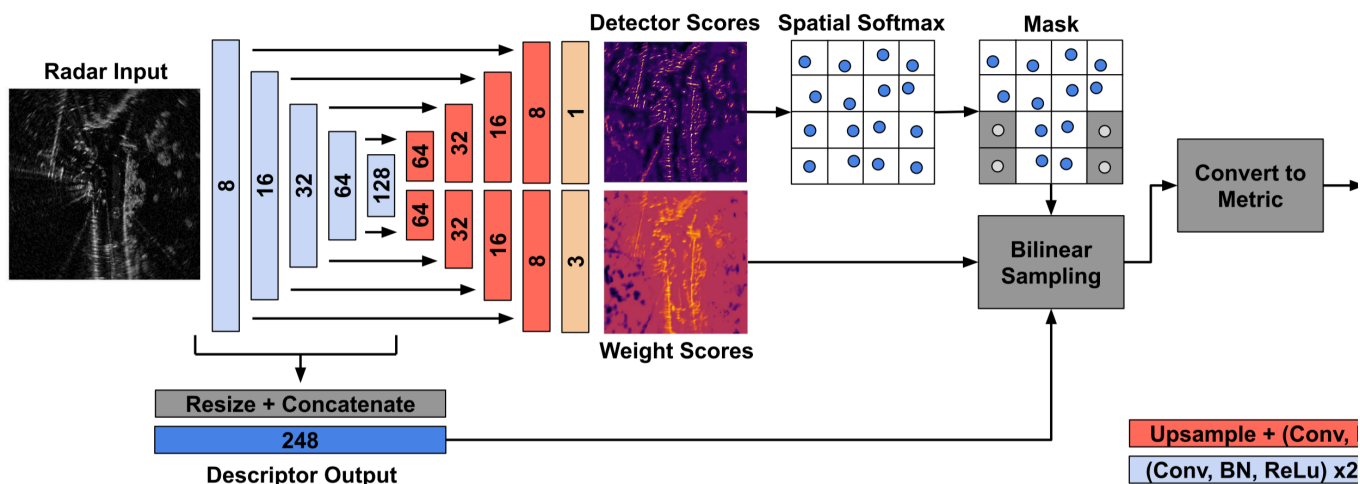 Detector Scores
Spatial Softmax
Mask
Radar Input
8
16
32
64
128
64
32
16
8
1
64
32
16
8
3
Convert to
Metric
Bilinear
Sampling
Weight Scores
Resize + Concatenate
248
Descriptor Output
Upsample + (Conv,
(Conv, BN, ReLu) x2